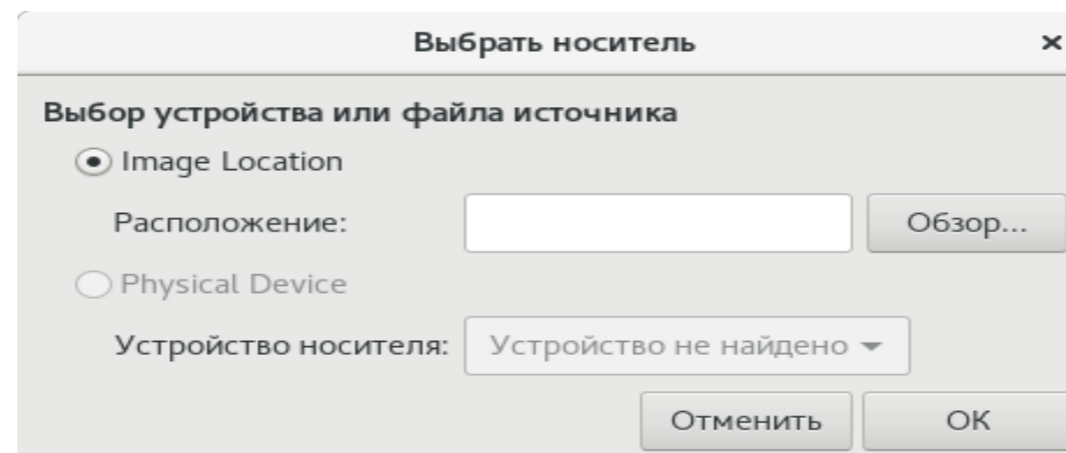 Выбрать носитель ×
Выбор устройства или файла источника
Image Location
Расположение: Обзор...
Physical Device
Устройство носителя: Устройство не найдено
Отменить OK